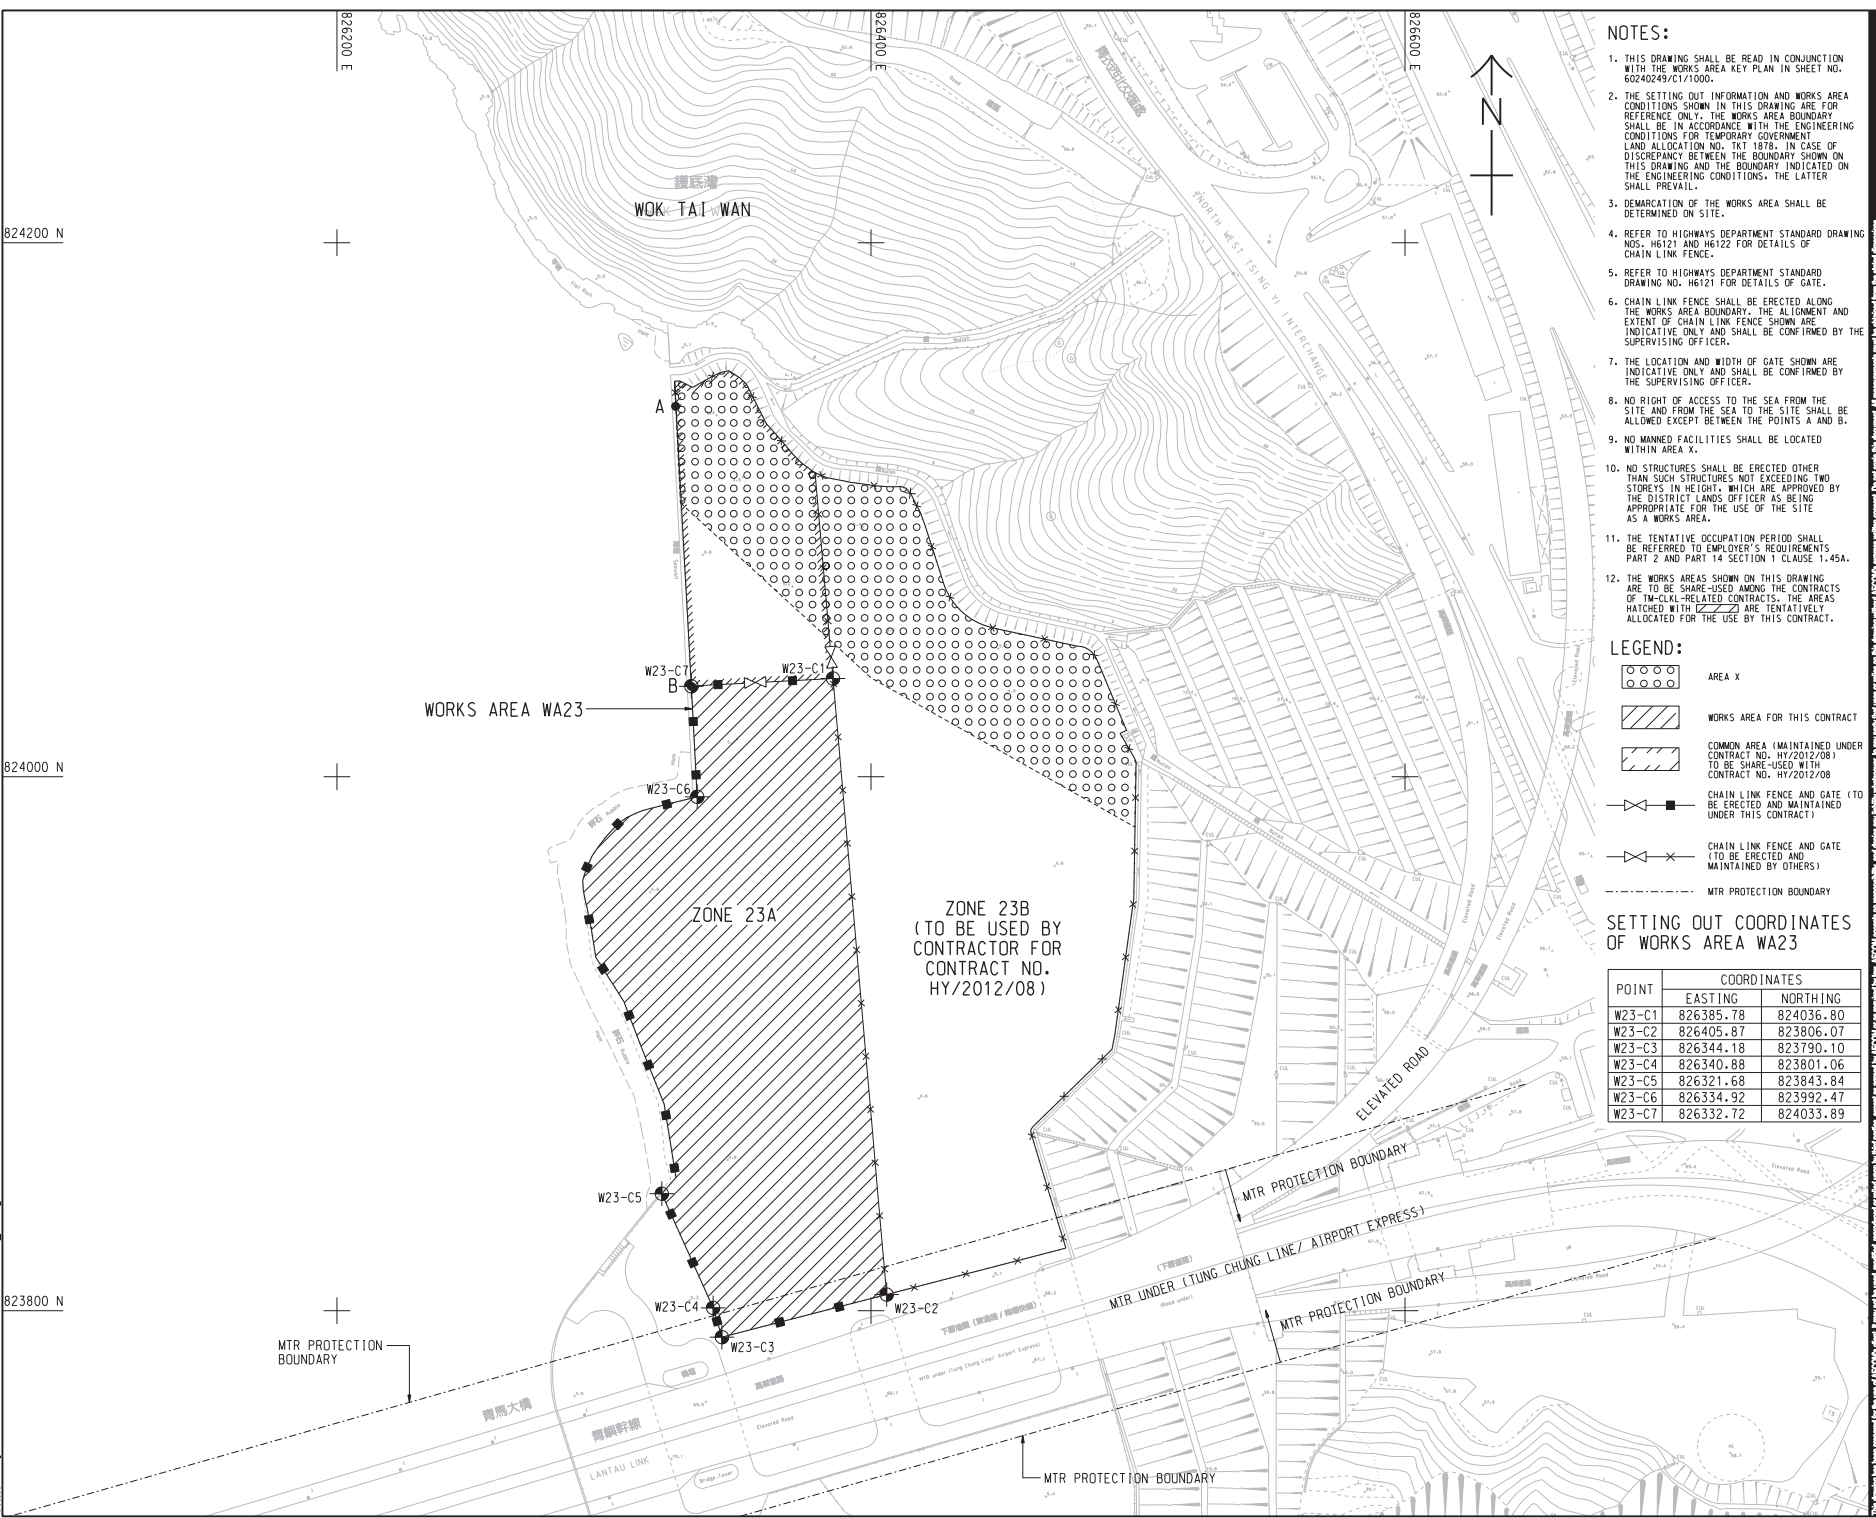 826200 E
826400 E
826600 E
N
824200 N
824000 N
823800 N
鑊底灣
WOK TAI WAN
NORTH WEST TSING YI INTERCHANGE
Flat Rock
HWM
Nullah
Seawall
A
W23-C7
B
W23-C1
WORKS AREA WA23
W23-C6
ZONE 23A
ZONE 23B
(TO BE USED BY
CONTRACTOR FOR
CONTRACT NO.
HY/2012/08)
W23-C5
W23-C4
W23-C3
W23-C2
ELEVATED ROAD
MTR PROTECTION BOUNDARY
MTR UNDER (TUNG CHUNG LINE/ AIRPORT EXPRESS)
MTR PROTECTION BOUNDARY
MTR PROTECTION
BOUNDARY
MTR PROTECTION BOUNDARY
青馬大橋
青嶼幹線
LANTAU LINK
Bridge Tower
Elevated Road
MTR under (Tung Chung Line/ Airport Express)
(Road under)
NOTES:
1. THIS DRAWING SHALL BE READ IN CONJUNCTION
WITH THE WORKS AREA KEY PLAN IN SHEET NO.
60240249/C1/1000.
2. THE SETTING OUT INFORMATION AND WORKS AREA
CONDITIONS SHOWN IN THIS DRAWING ARE FOR
REFERENCE ONLY. THE WORKS AREA BOUNDARY
SHALL BE IN ACCORDANCE WITH THE ENGINEERING
CONDITIONS FOR TEMPORARY GOVERNMENT
LAND ALLOCATION NO. TKT 1878. IN CASE OF
DISCREPANCY BETWEEN THE BOUNDARY SHOWN ON
THIS DRAWING AND THE BOUNDARY INDICATED ON
THE ENGINEERING CONDITIONS, THE LATTER
SHALL PREVAIL.
3. DEMARCATION OF THE WORKS AREA SHALL BE
DETERMINED ON SITE.
4. REFER TO HIGHWAYS DEPARTMENT STANDARD DRAWING
NOS. H6121 AND H6122 FOR DETAILS OF
CHAIN LINK FENCE.
5. REFER TO HIGHWAYS DEPARTMENT STANDARD
DRAWING NO. H6121 FOR DETAILS OF GATE.
6. CHAIN LINK FENCE SHALL BE ERECTED ALONG
THE WORKS AREA BOUNDARY. THE ALIGNMENT AND
EXTENT OF CHAIN LINK FENCE SHOWN ARE
INDICATIVE ONLY AND SHALL BE CONFIRMED BY THE
SUPERVISING OFFICER.
7. THE LOCATION AND WIDTH OF GATE SHOWN ARE
INDICATIVE ONLY AND SHALL BE CONFIRMED BY
THE SUPERVISING OFFICER.
8. NO RIGHT OF ACCESS TO THE SEA FROM THE
SITE AND FROM THE SEA TO THE SITE SHALL BE
ALLOWED EXCEPT BETWEEN THE POINTS A AND B.
9. NO MANNED FACILITIES SHALL BE LOCATED
WITHIN AREA X.
10. NO STRUCTURES SHALL BE ERECTED OTHER
THAN SUCH STRUCTURES NOT EXCEEDING TWO
STOREYS IN HEIGHT, WHICH ARE APPROVED BY
THE DISTRICT LANDS OFFICER AS BEING
APPROPRIATE FOR THE USE OF THE SITE
AS A WORKS AREA.
11. THE TENTATIVE OCCUPATION PERIOD SHALL
BE REFERRED TO EMPLOYER'S REQUIREMENTS
PART 2 AND PART 14 SECTION 1 CLAUSE 1.45A.
12. THE WORKS AREAS SHOWN ON THIS DRAWING
ARE TO BE SHARE-USED AMONG THE CONTRACTS
OF TM-CLKL-RELATED CONTRACTS. THE AREAS
HATCHED WITH ARE TENTATIVELY
ALLOCATED FOR THE USE BY THIS CONTRACT.
LEGEND:
AREA X
WORKS AREA FOR THIS CONTRACT
COMMON AREA (MAINTAINED UNDER
CONTRACT NO. HY/2012/08)
TO BE SHARE-USED WITH
CONTRACT NO. HY/2012/08
CHAIN LINK FENCE AND GATE (TO
BE ERECTED AND MAINTAINED
UNDER THIS CONTRACT)
CHAIN LINK FENCE AND GATE
(TO BE ERECTED AND
MAINTAINED BY OTHERS)
MTR PROTECTION BOUNDARY
SETTING OUT COORDINATES
OF WORKS AREA WA23
POINT COORDINATES
EASTING NORTHING
W23-C1 826385.78 824036.80
W23-C2 826405.87 823806.07
W23-C3 826344.18 823790.10
W23-C4 826340.88 823801.06
W23-C5 826321.68 823843.84
W23-C6 826334.92 823992.47
W23-C7 826332.72 824033.89